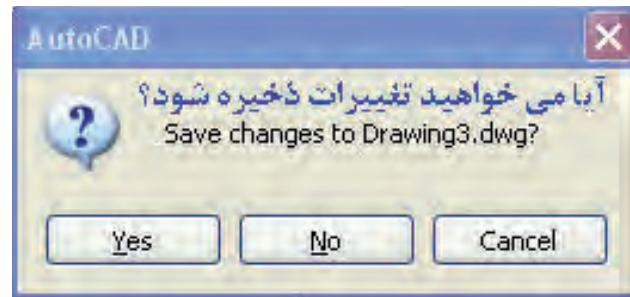 AutoCAD
آیا می خواهید تغییرات ذخیره شود؟
Save changes to Drawing3.dwg?
Yes
No
Cancel